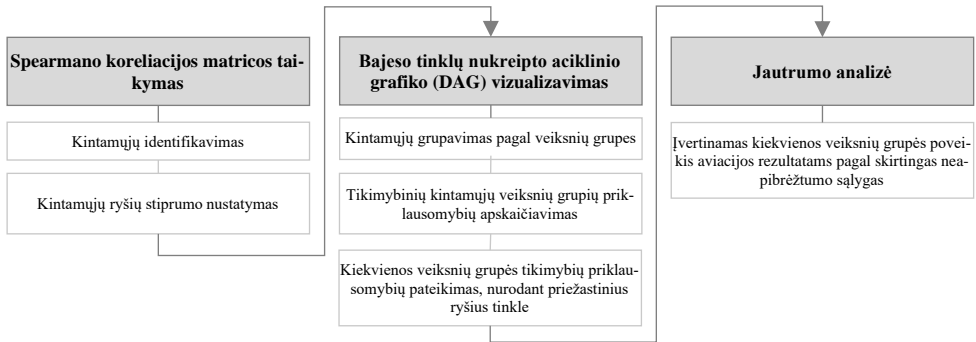 Spearmano koreliacijos matricos tai-
kymas
Kintamųjų identifikavimas
Kintamųjų ryšių stiprumo nustatymas
Bajeso tinklų nukreipto aciklinio
grafiko (DAG) vizualizavimas
Kintamųjų grupavimas pagal veiksnių grupes
Tikimybinių kintamųjų veiksnių grupių prik-
lausomybių apskaičiavimas
Kiekvienos veiksnių grupės tikimybių priklau-
somybių pateikimas, nurodant priežastinius
ryšius tinkle
Jautrumo analizė
Įvertinamas kiekvienos veiksnių grupės povei-
kis aviacijos rezultatams pagal skirtingas nea-
pibrėžtumo sąlygas